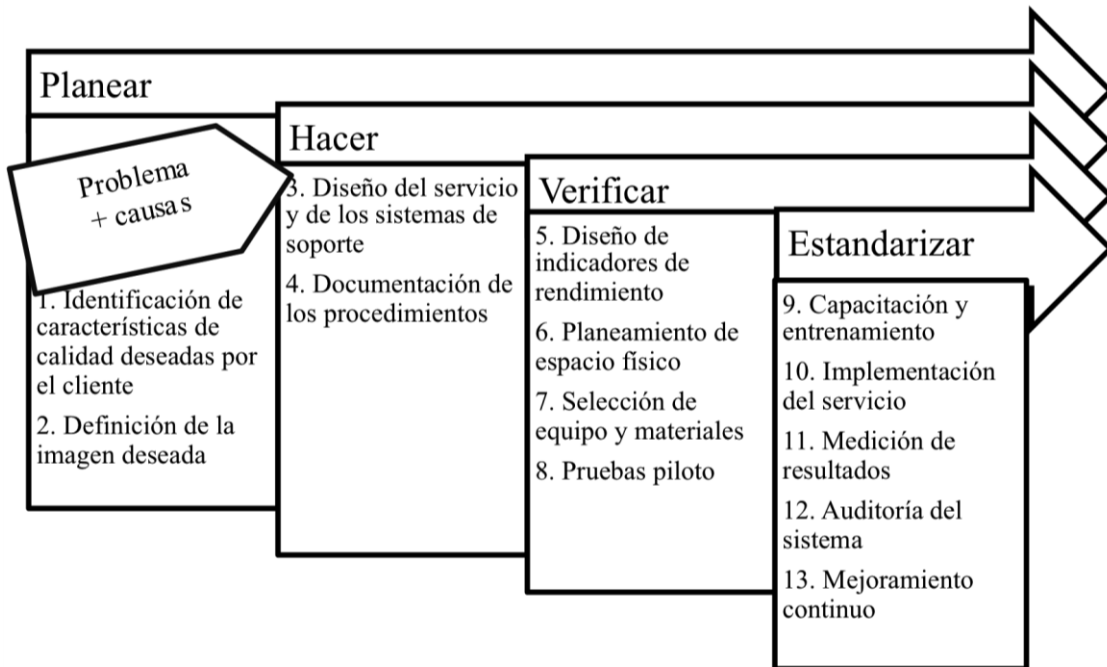 Planear
Problema
+ causas
1. Identificación de
características de
calidad deseadas por
el cliente
2. Definición de la
imagen deseada
Hacer
3. Diseño del servicio
y de los sistemas de
soporte
4. Documentación de
los procedimientos
Verificar
5. Diseño de
indicadores de
rendimiento
6. Planeamiento de
espacio físico
7. Selección de
equipo y materiales
8. Pruebas piloto
Estandarizar
9. Capacitación y
entrenamiento
10. Implementación
del servicio
11. Medición de
resultados
12. Auditoría del
sistema
13. Mejoramiento
continuo